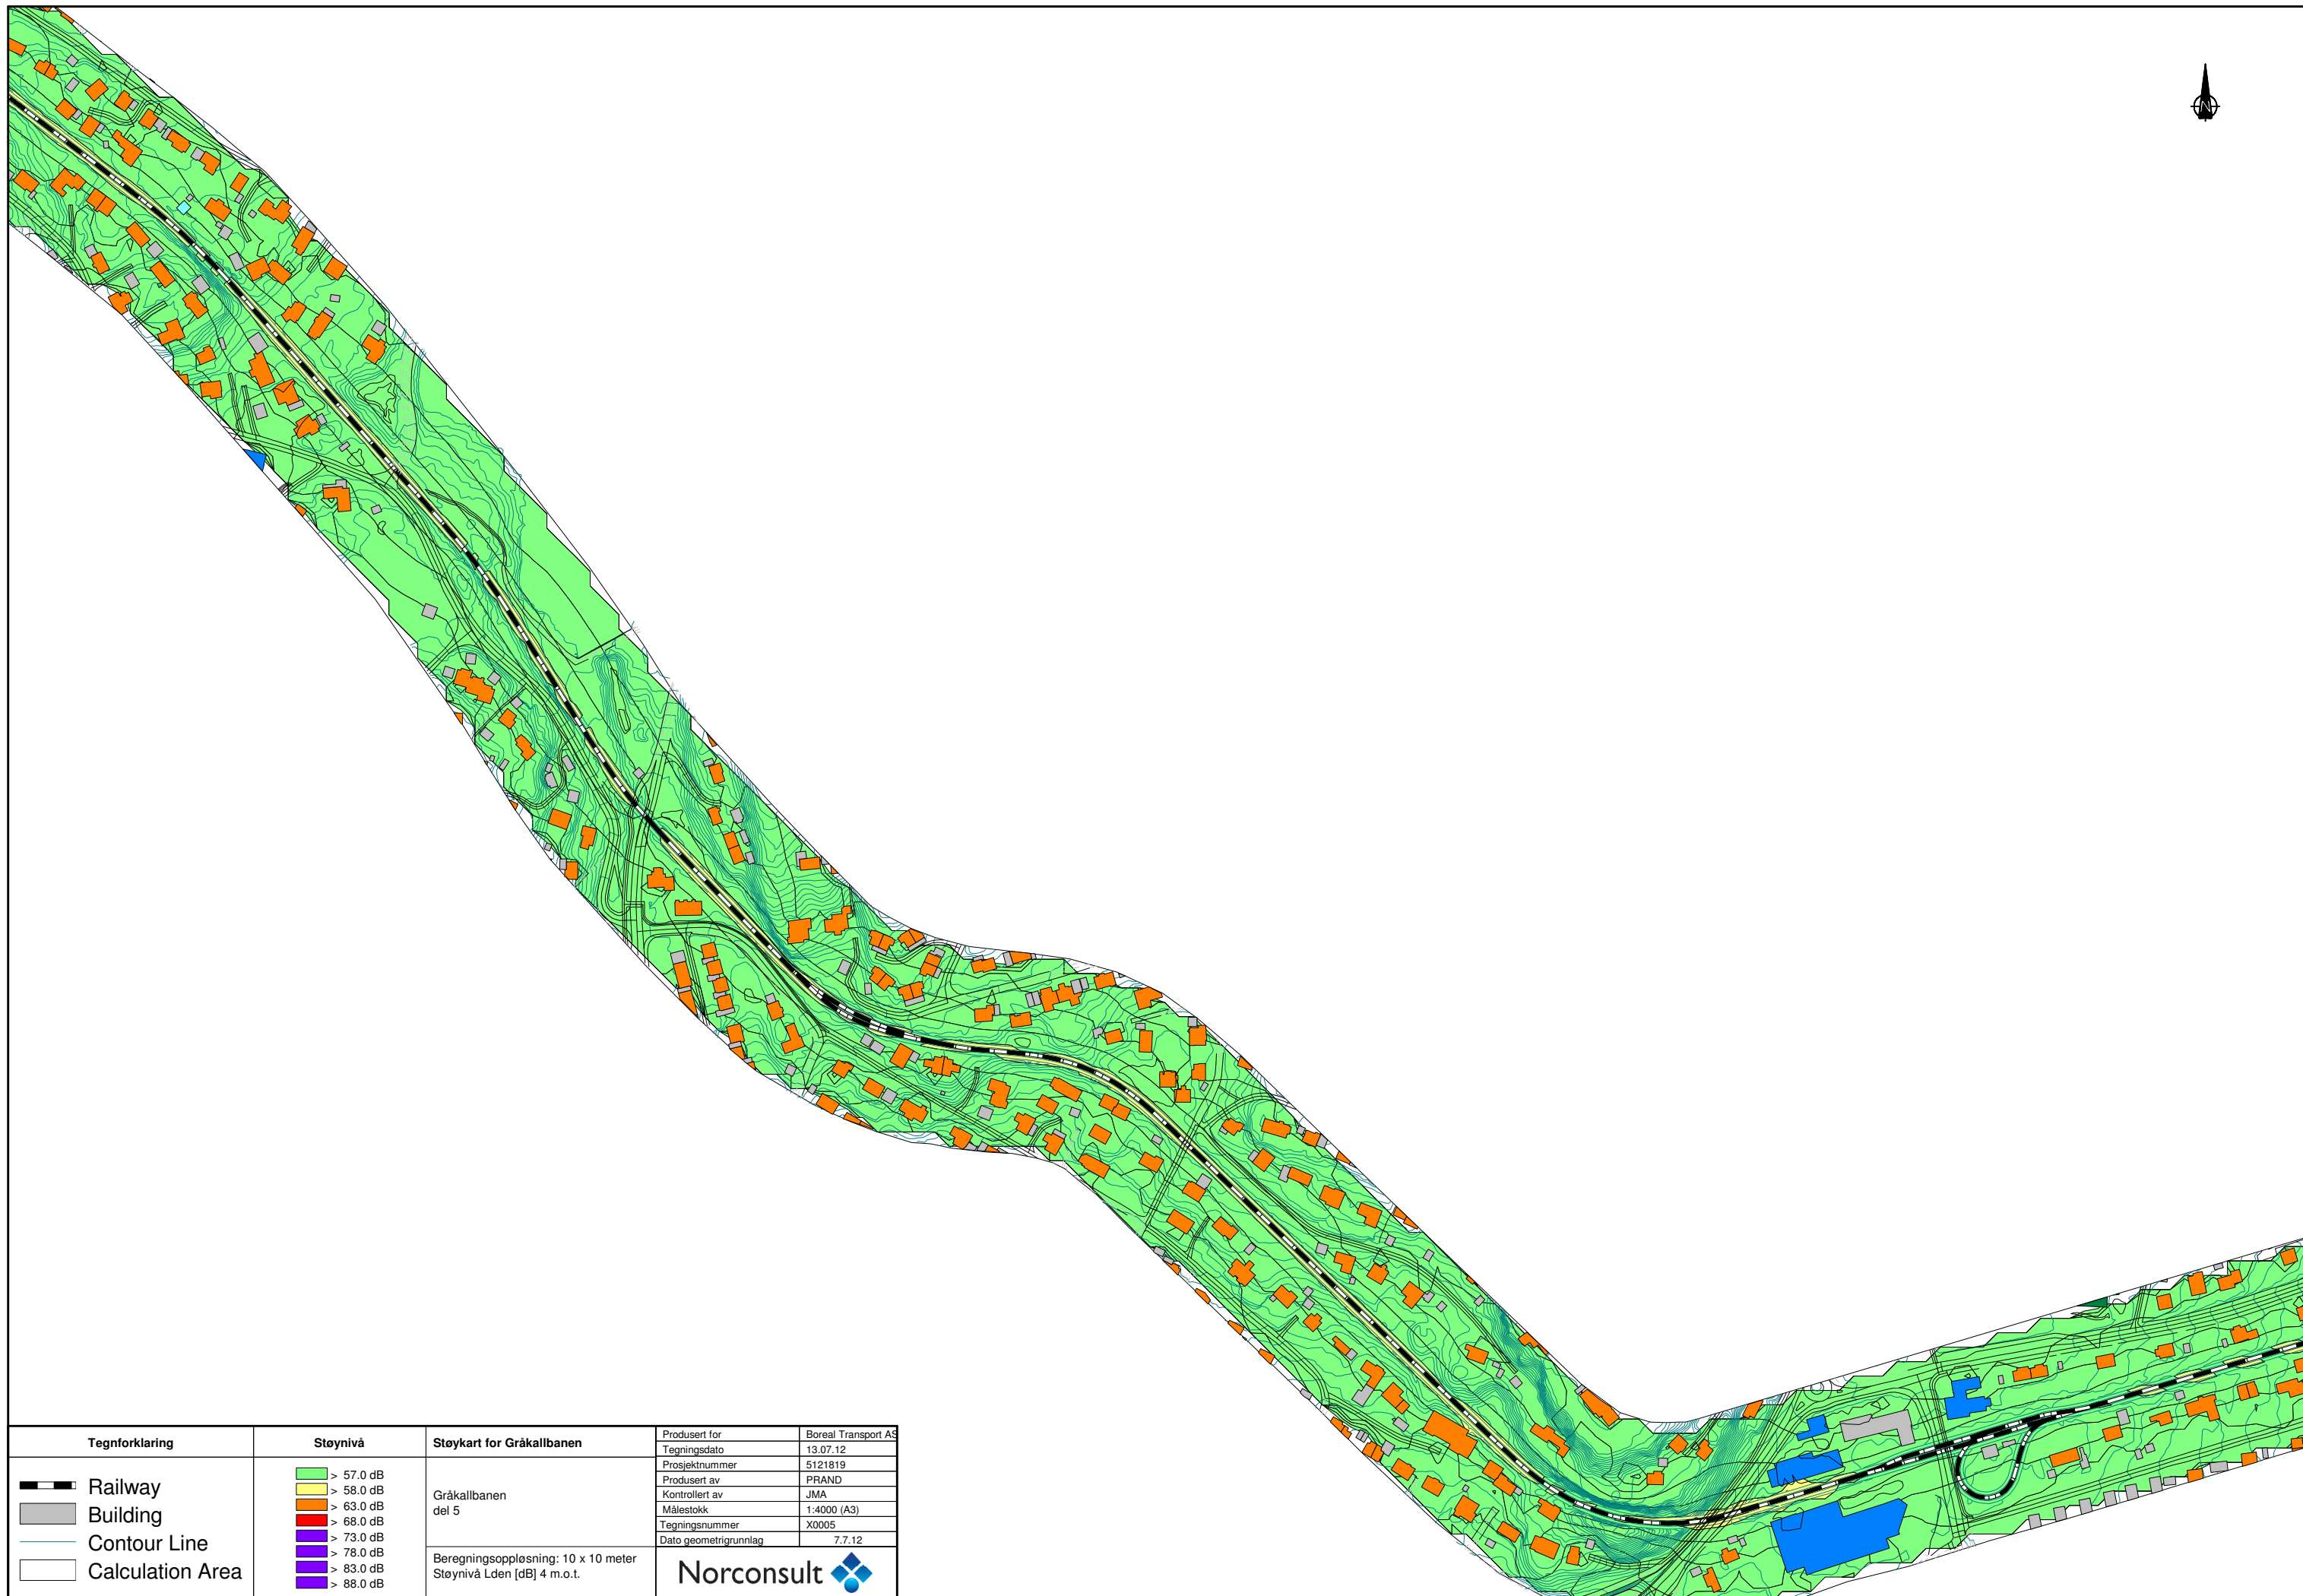 N
Tegnforklaring
Railway
Building
Contour Line
Calculation Area
Støynivå
> 57.0 dB
> 58.0 dB
> 63.0 dB
> 68.0 dB
> 73.0 dB
> 78.0 dB
> 83.0 dB
> 88.0 dB
Støykart for Gråkallbanen
Gråkallbanen
del 5
Beregningsoppløsning: 10 x 10 meter
Støynivå Lden [dB] 4 m.o.t.
Produsert for Boreal Transport AS
Tegningsdato 13.07.12
Prosjektnummer 5121819
Produsert av PRAND
Kontrollert av JMA
Målestokk 1:4000 (A3)
Tegningsnummer X0005
Dato geometrigrunnlag 7.7.12
Norconsult